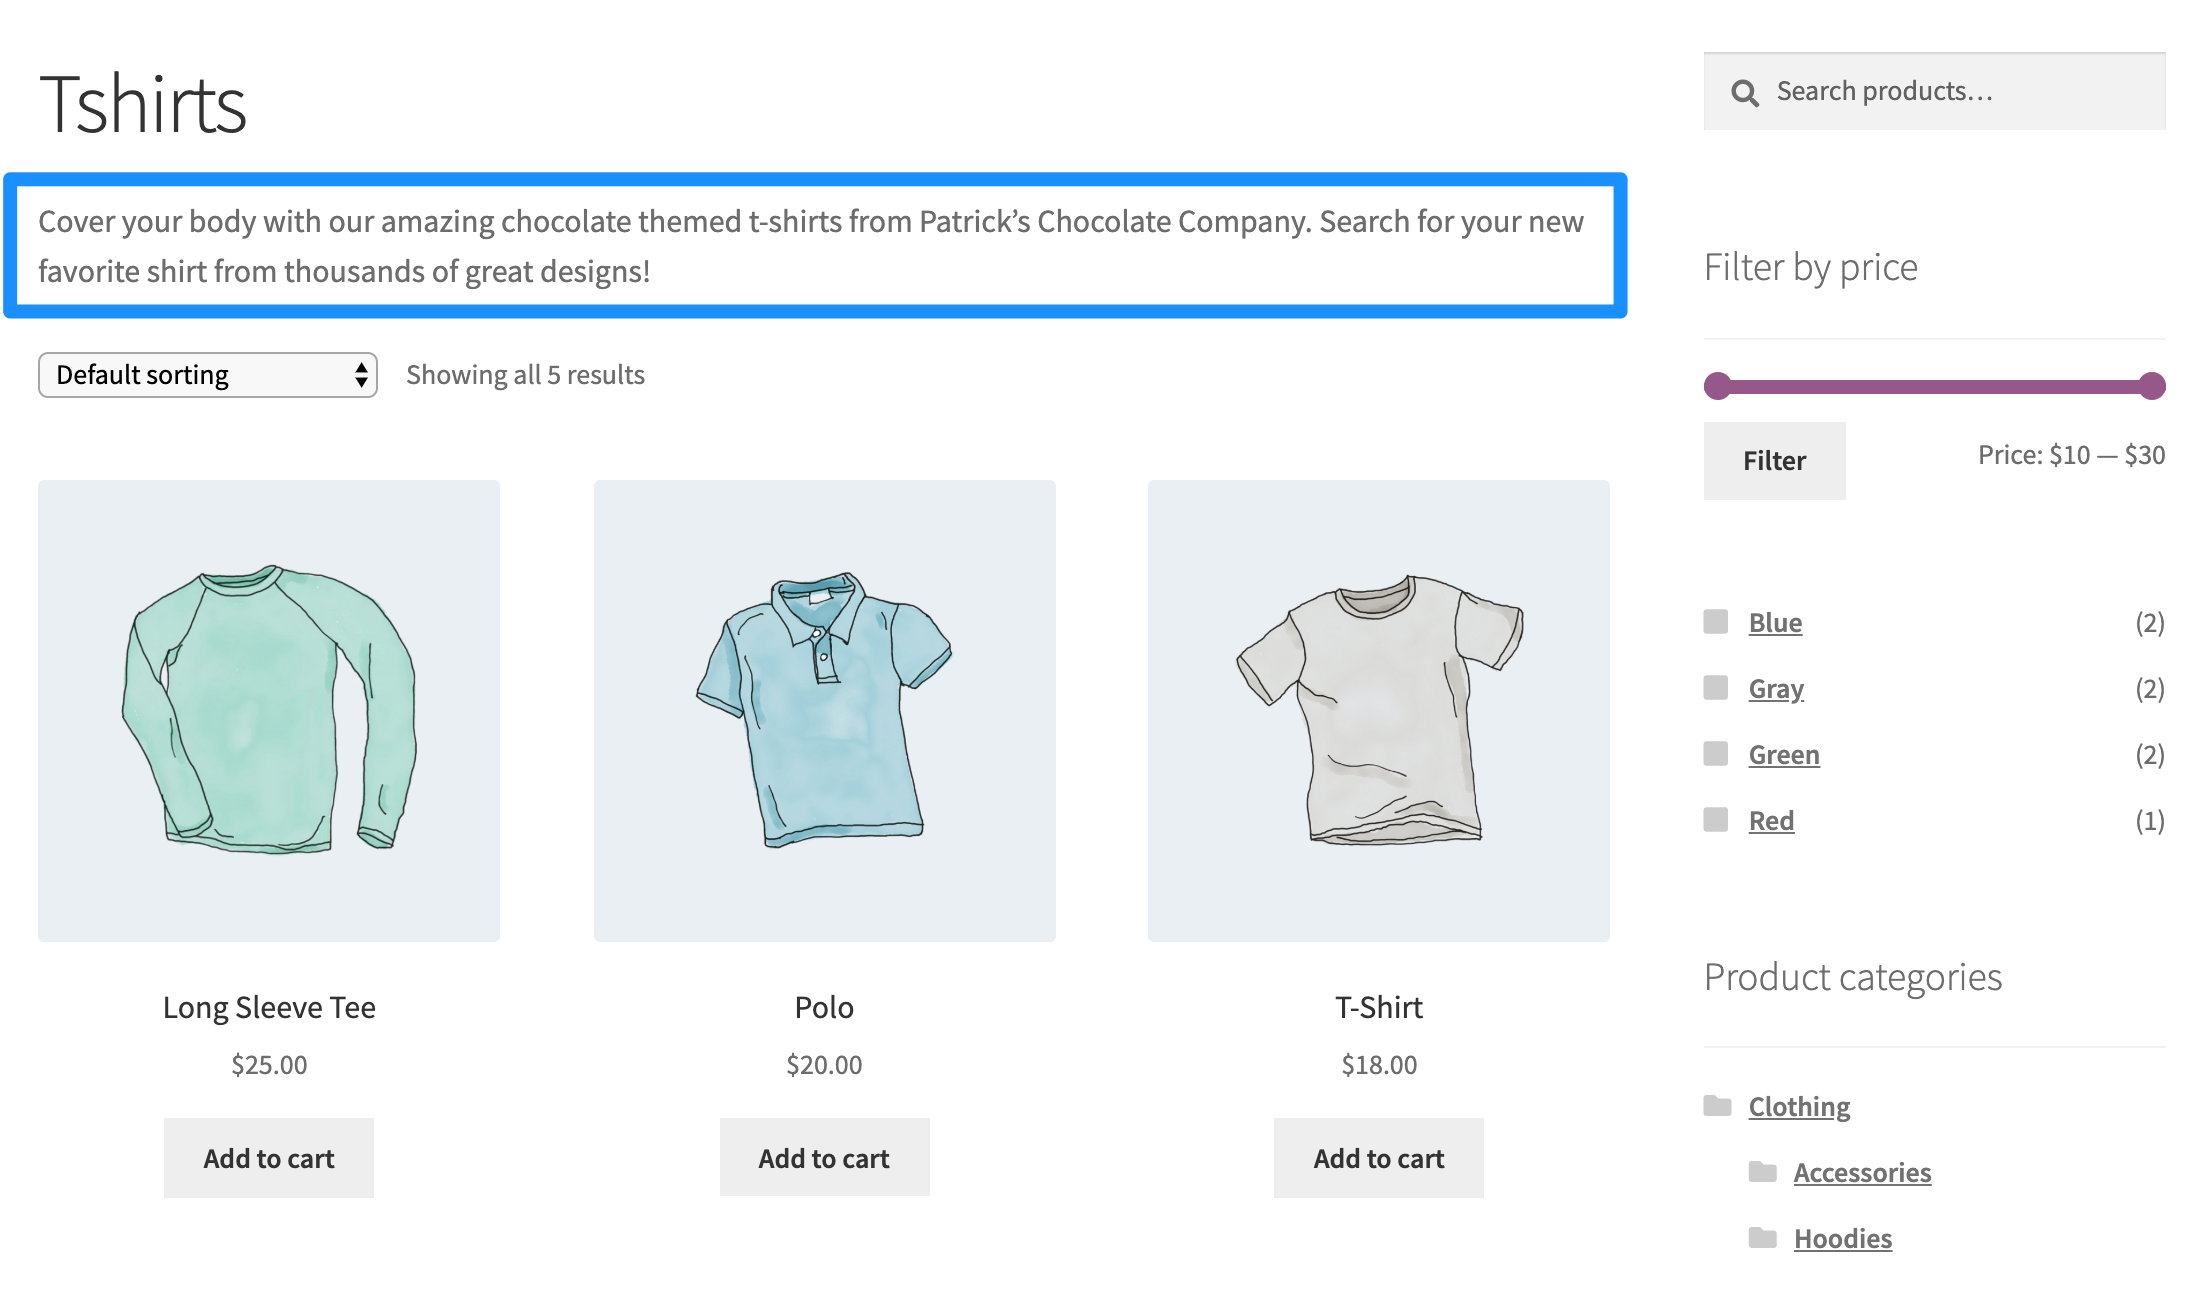 Tshirts
Cover your body with our amazing chocolate themed t-shirts from Patrick’s Chocolate Company. Search for your new
favorite shirt from thousands of great designs!
Default sorting
Showing all 5 results
Long Sleeve Tee
$25.00
Add to cart
Polo
$20.00
Add to cart
T-Shirt
$18.00
Add to cart
Search products…
Filter by price
Filter
Price: $10 — $30
Blue (2)
Gray (2)
Green (2)
Red (1)
Product categories
Clothing
Accessories
Hoodies